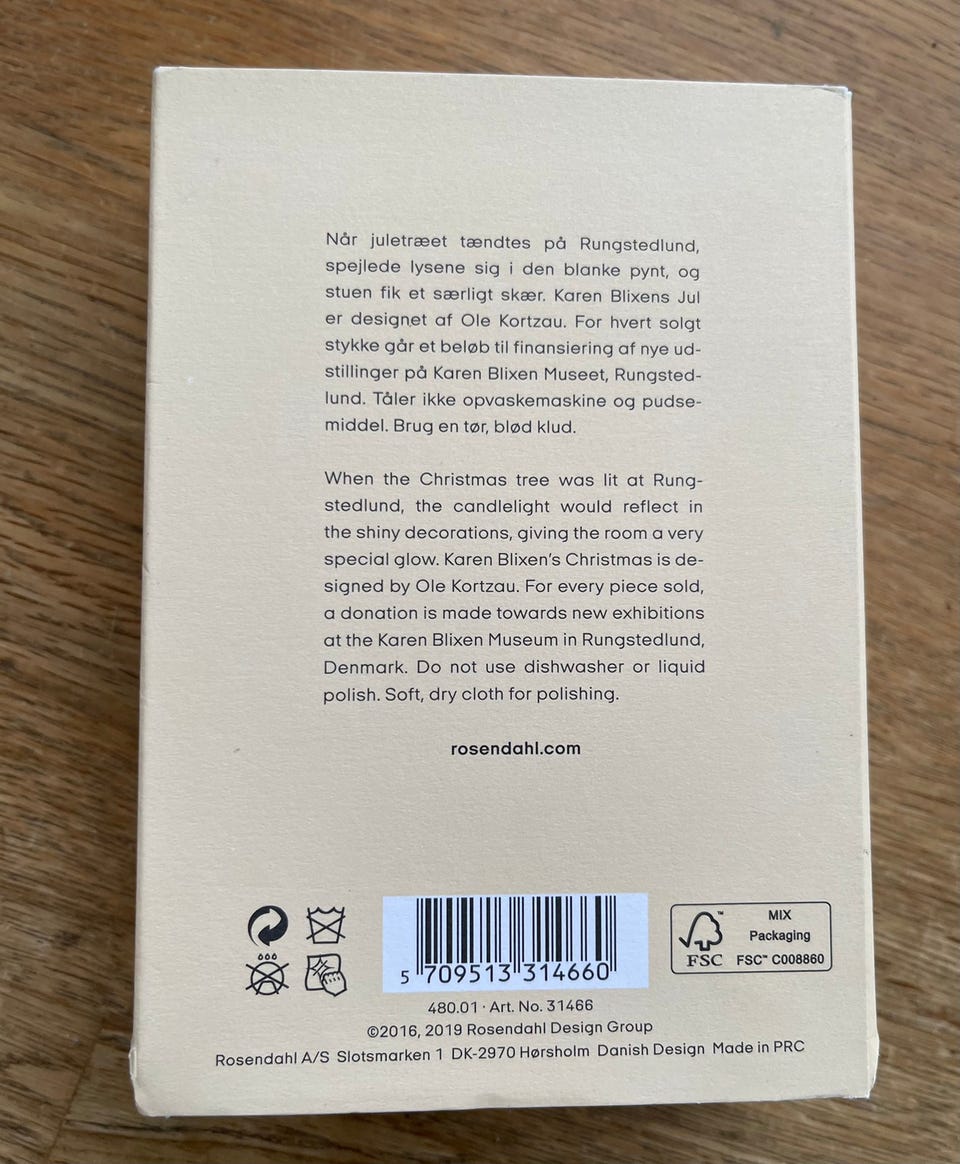 Når juletræet tændtes på Rungstedlund,
spejlede lysene sig i den blanke pynt, og
stuen fik et særligt skær. Karen Blixens Jul
er designet af Ole Kortzau. For hvert solgt
stykke går et beløb til finansiering af nye ud-
stillinger på Karen Blixen Museet, Rungsted-
lund. Tåler ikke opvaskemaskine og pudse-
middel. Brug en tør, blød klud.
When the Christmas tree was lit at Rung-
stedlund, the candlelight would reflect in
the shiny decorations, giving the room a very
special glow. Karen Blixen's Christmas is de-
signed by Ole Kortzau. For every piece sold,
a donation is made towards new exhibitions
at the Karen Blixen Museum in Rungstedlund,
Denmark. Do not use dishwasher or liquid
polish. Soft, dry cloth for polishing.
rosendahl.com
5 709513 314660
FSC™
MIX
Packaging
FSC™ C008860
480.01 · Art. No. 31466
©2016, 2019 Rosendahl Design Group
Rosendahl A/S Slotsmarken 1 DK-2970 Hørsholm Danish Design Made in PRC